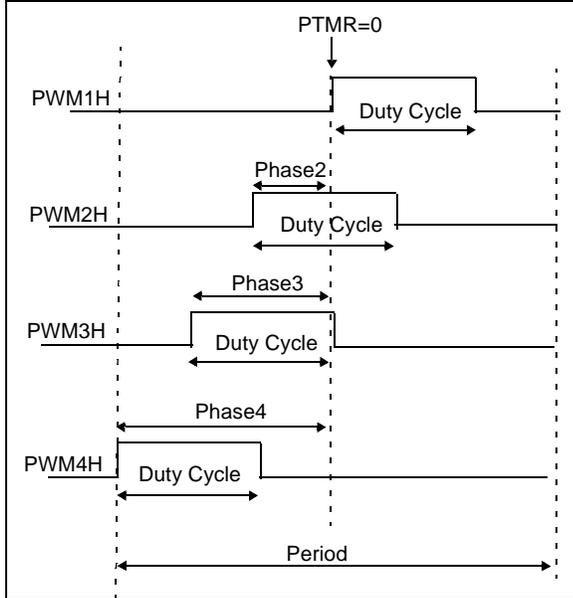 PTMR=0
PWM1H
Duty Cycle
Phase2
PWM2H
Duty Cycle
Phase3
PWM3H
Duty Cycle
Phase4
PWM4H
Duty Cycle
Period